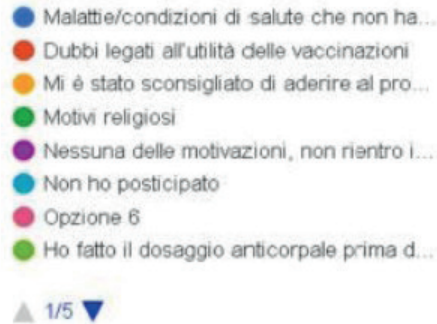 Malattie/condizioni di salute che non ha...
Dubbi legati all'utilità delle vaccinazioni
Mi è stato sconsigliato di aderire al pro...
Motivi religiosi
Nessuna delle motivazioni, non rientro i...
Non ho posticipato
Opzione 6
Ho fatto il dosaggio anticorpale prima d...
1/5